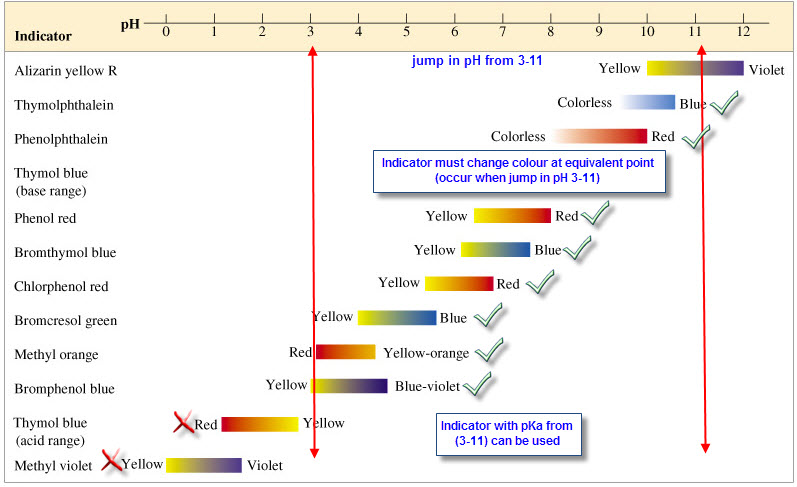 pH 0 1 2 3 4 5 6 7 8 9 10 11 12
Indicator
jump in pH from 3-11
Alizarin yellow R Yellow Violet
Thymolphthalein Colorless Blue
Phenolphthalein Colorless Red
Indicator must change colour at equivalent point
(occur when jump in pH 3-11)
Thymol blue
(base range)
Phenol red Yellow Red
Bromthymol blue Yellow Blue
Chlorphenol red Yellow Red
Bromcresol green Yellow Blue
Methyl orange Red Yellow-orange
Bromphenol blue Yellow Blue-violet
Thymol blue Red Yellow
(acid range)
Indicator with pKa from
(3-11) can be used
Methyl violet Yellow Violet